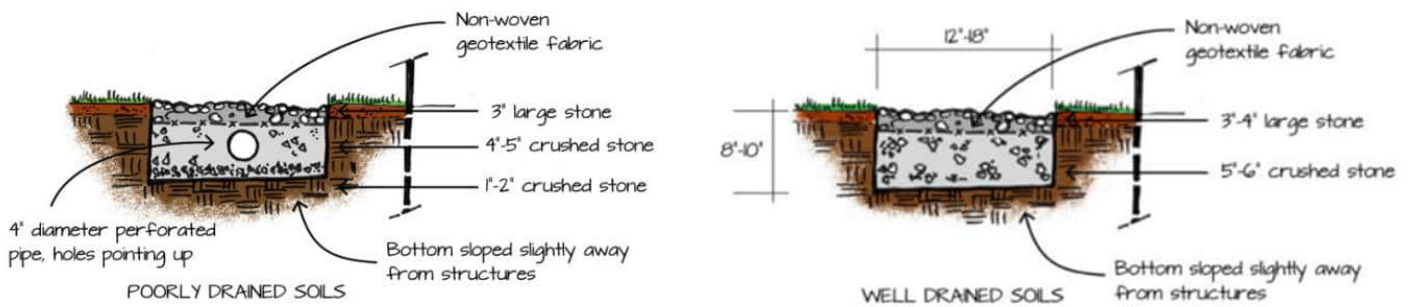 Non-woven
geotextile fabric
3" large stone
4"-5" crushed stone
1"-2" crushed stone
4" diameter perforated
pipe, holes pointing up
Bottom sloped slightly away
from structures
POORLY DRAINED SOILS
12"-18"
Non-woven
geotextile fabric
8"-10"
3"-4" large stone
5"-6" crushed stone
Bottom sloped slightly away
from structures
WELL DRAINED SOILS